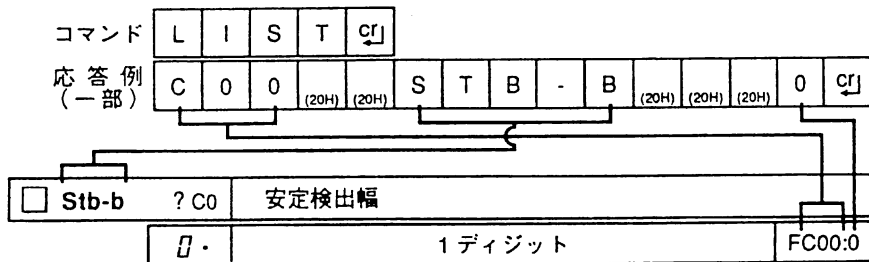 コマンド L I S T cr
応答例 C 0 0 (20H) (20H) S T B - B (20H) (20H) (20H) 0 cr
(一部)
□ Stb-b ?C0 安定検出幅
0・ 1ディジット FC00:0